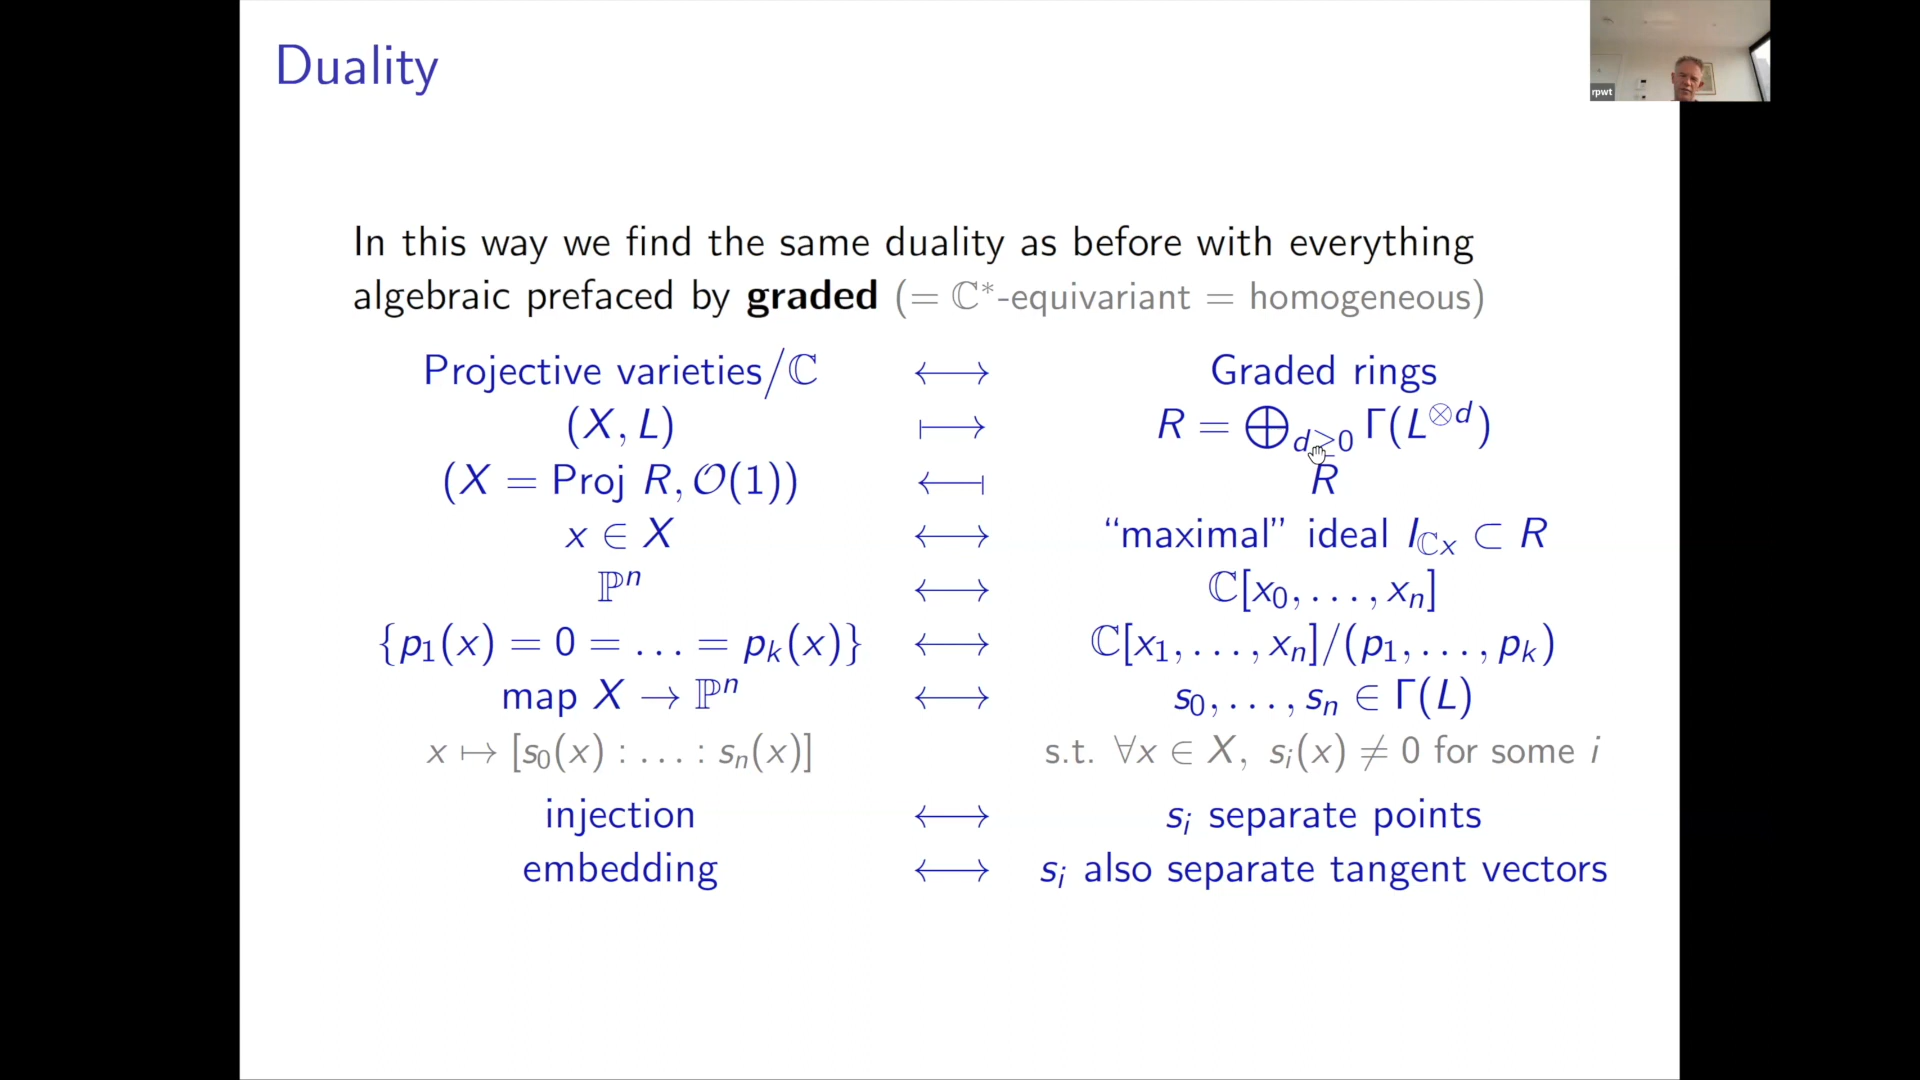 Duality
rpwt
In this way we find the same duality as before with everything
algebraic prefaced by graded (= ℂ*-equivariant = homogeneous)
Projective varieties/ℂ ⟷ Graded rings
(X, L) ⟼ R = ⊕_{d≥0} Γ(L^{⊗d})
(X = Proj R, 𝒪(1)) ⟻ R
x ∈ X ⟷ “maximal” ideal I_{ℂx} ⊂ R
ℙⁿ ⟷ ℂ[x₀, . . . , xₙ]
{p₁(x) = 0 = . . . = pₖ(x)} ⟷ ℂ[x₁, . . . , xₙ]/(p₁, . . . , pₖ)
map X → ℙⁿ ⟷ s₀, . . . , sₙ ∈ Γ(L)
x ↦ [s₀(x) : . . . : sₙ(x)] s.t. ∀x ∈ X, sᵢ(x) ≠ 0 for some i
injection ⟷ sᵢ separate points
embedding ⟷ sᵢ also separate tangent vectors